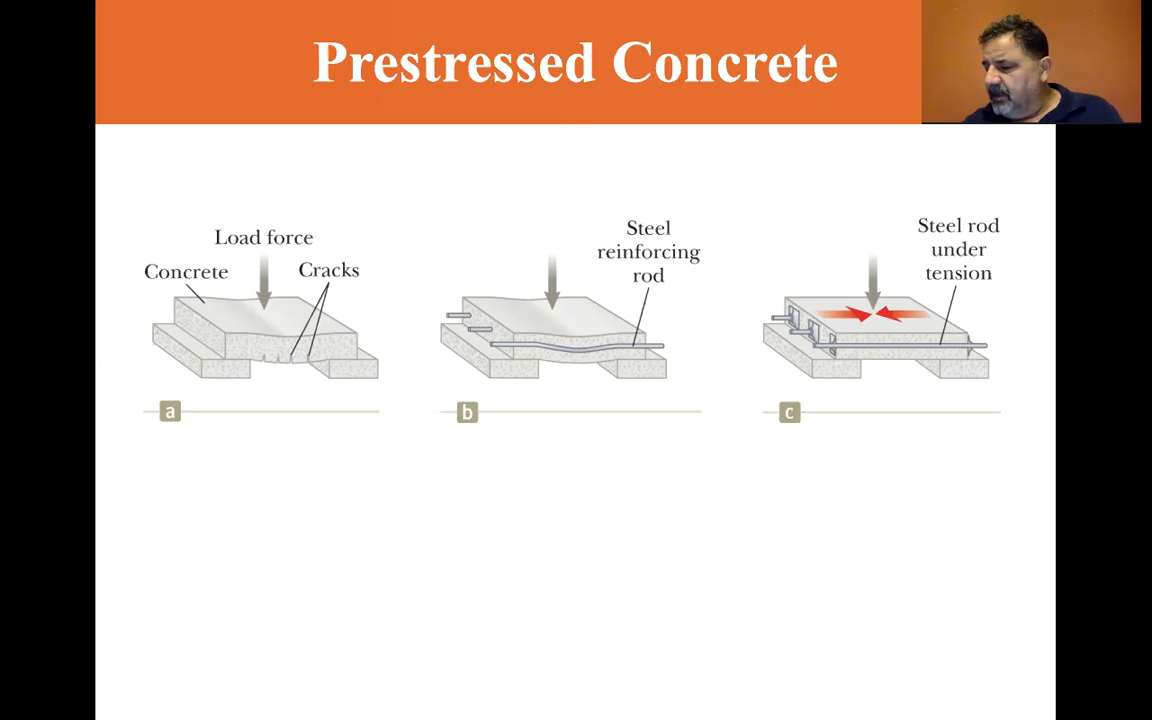 Prestressed Concrete
Load force
Concrete
Cracks
a
Steel
reinforcing
rod
b
Steel rod
under
tension
c